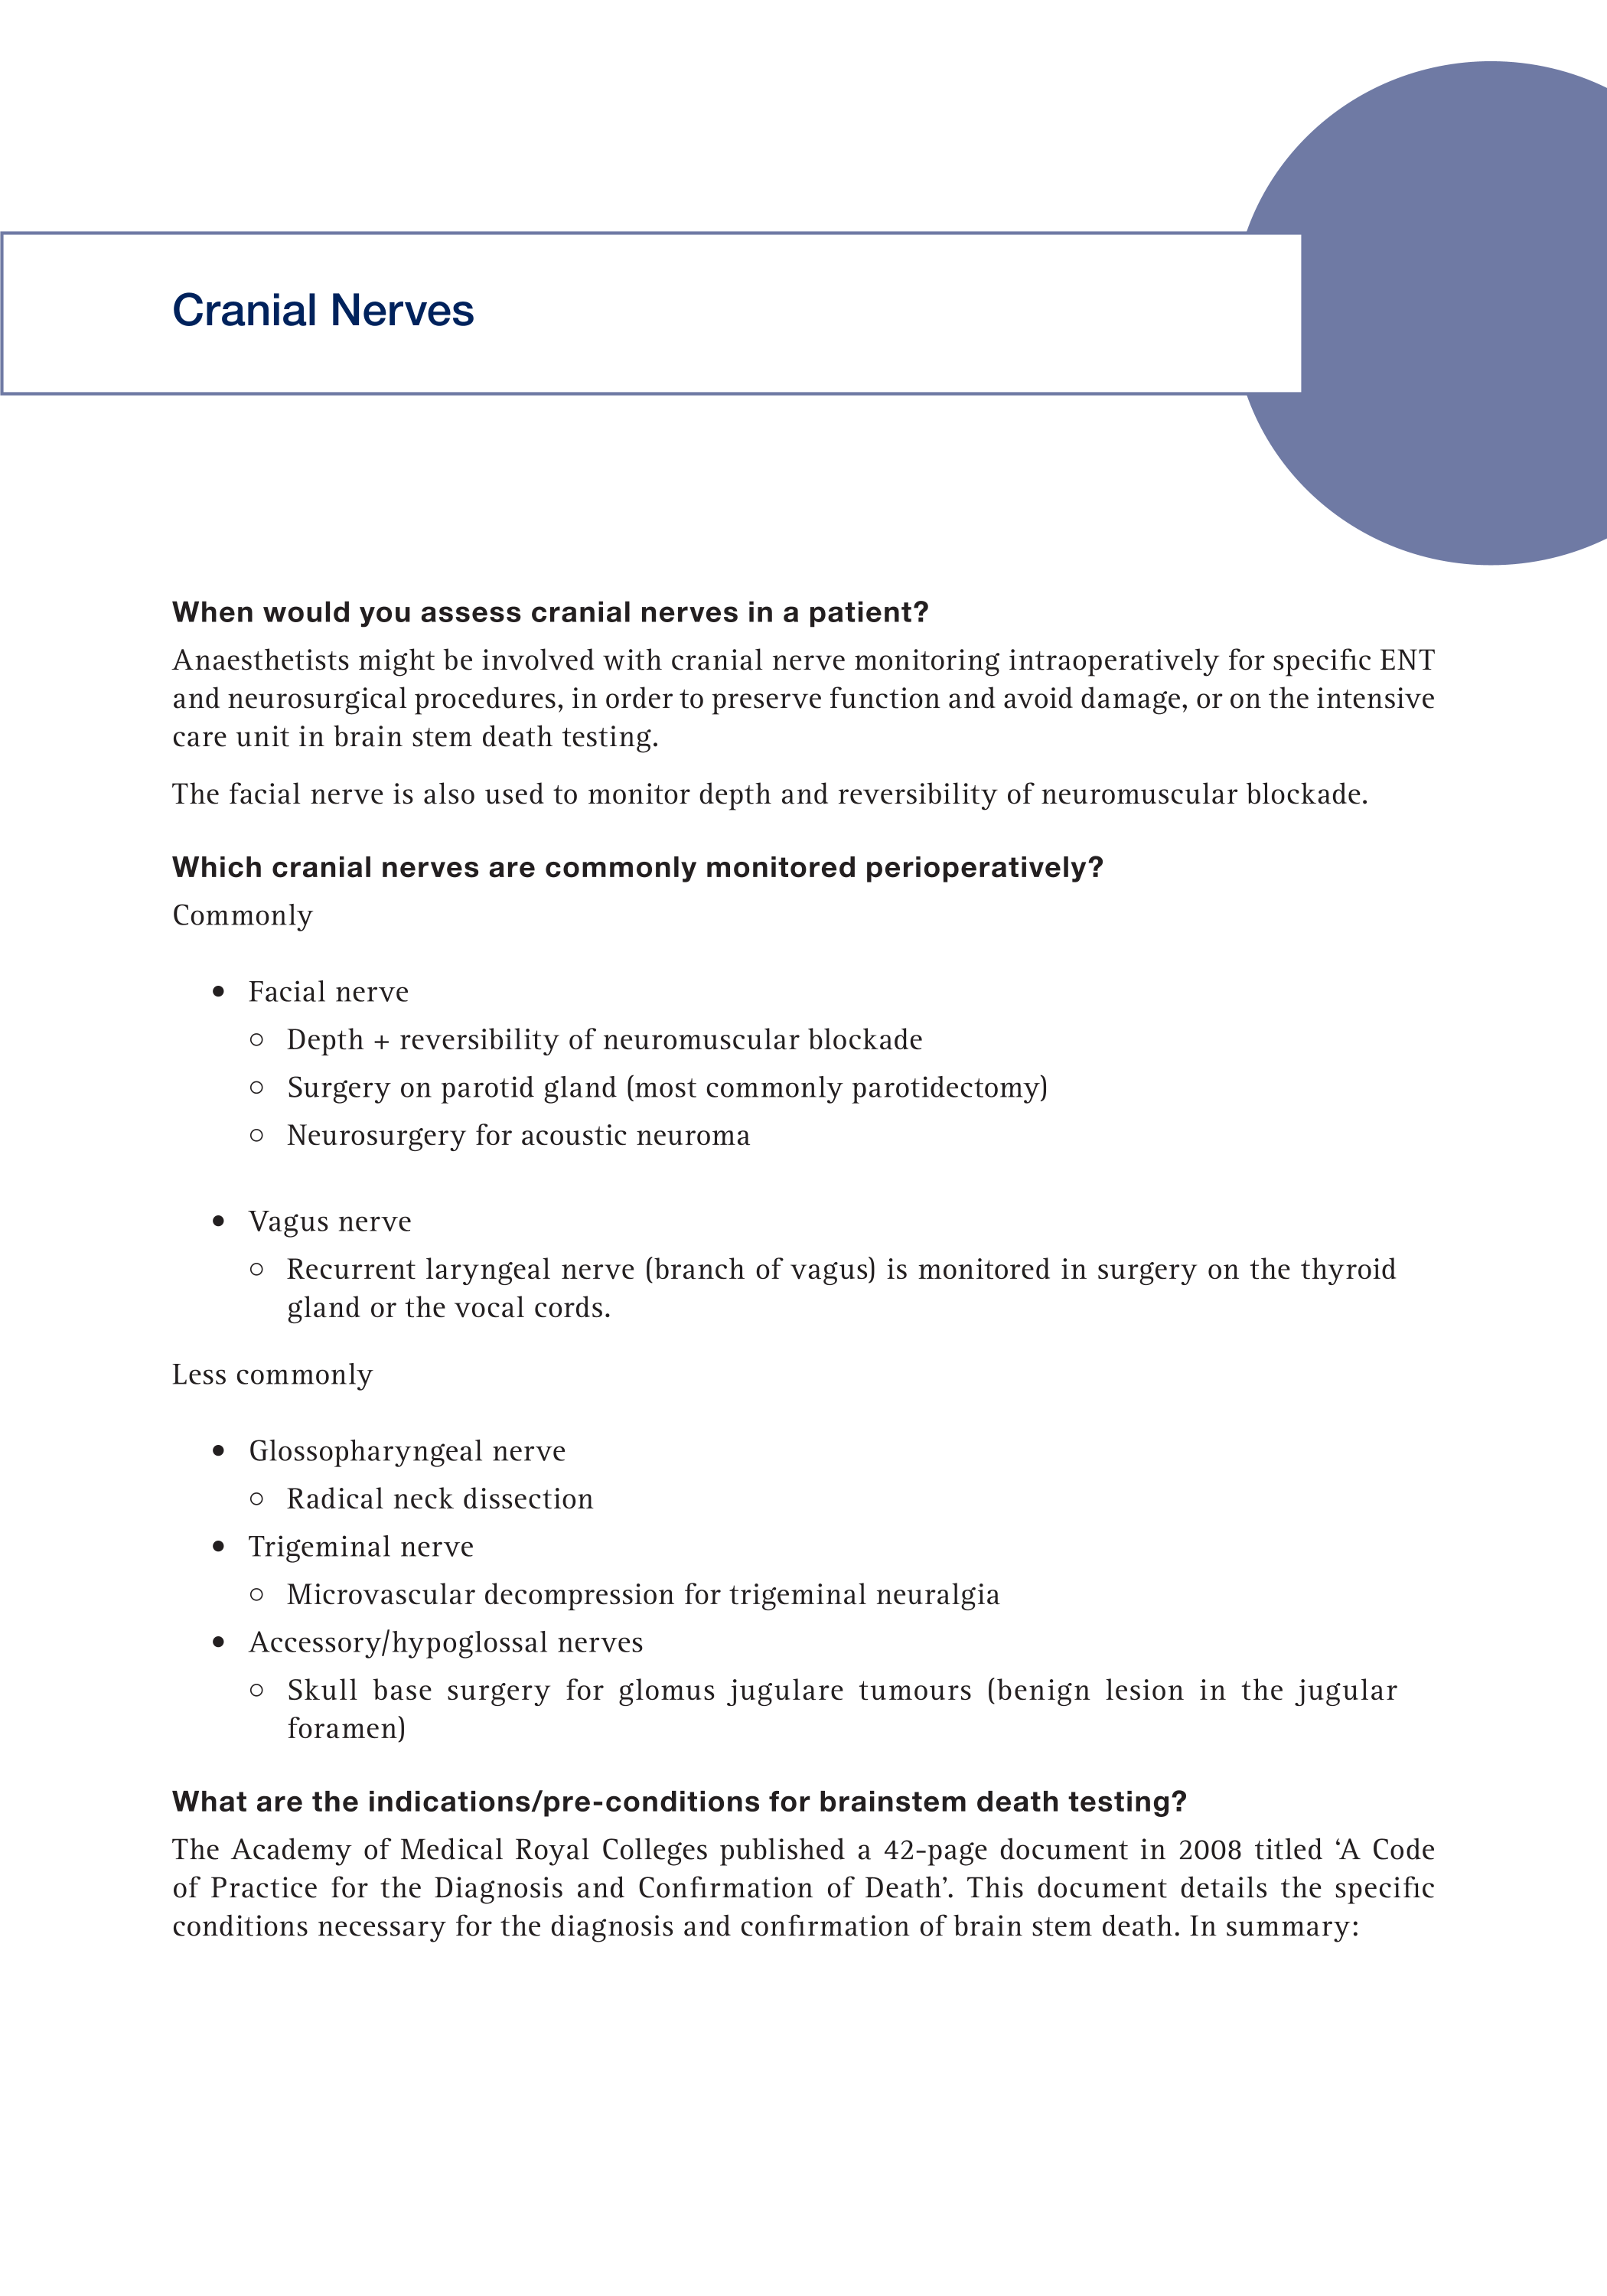 Cranial Nerves
When would you assess cranial nerves in a patient?
Anaesthetists might be involved with cranial nerve monitoring intraoperatively for specific ENT
and neurosurgical procedures, in order to preserve function and avoid damage, or on the intensive
care unit in brain stem death testing.
The facial nerve is also used to monitor depth and reversibility of neuromuscular blockade.
Which cranial nerves are commonly monitored perioperatively?
Commonly
• Facial nerve
○ Depth + reversibility of neuromuscular blockade
○ Surgery on parotid gland (most commonly parotidectomy)
○ Neurosurgery for acoustic neuroma
• Vagus nerve
○ Recurrent laryngeal nerve (branch of vagus) is monitored in surgery on the thyroid
gland or the vocal cords.
Less commonly
• Glossopharyngeal nerve
○ Radical neck dissection
• Trigeminal nerve
○ Microvascular decompression for trigeminal neuralgia
• Accessory/hypoglossal nerves
○ Skull base surgery for glomus jugulare tumours (benign lesion in the jugular
foramen)
What are the indications/pre-conditions for brainstem death testing?
The Academy of Medical Royal Colleges published a 42-page document in 2008 titled ‘A Code
of Practice for the Diagnosis and Confirmation of Death’. This document details the specific
conditions necessary for the diagnosis and confirmation of brain stem death. In summary: